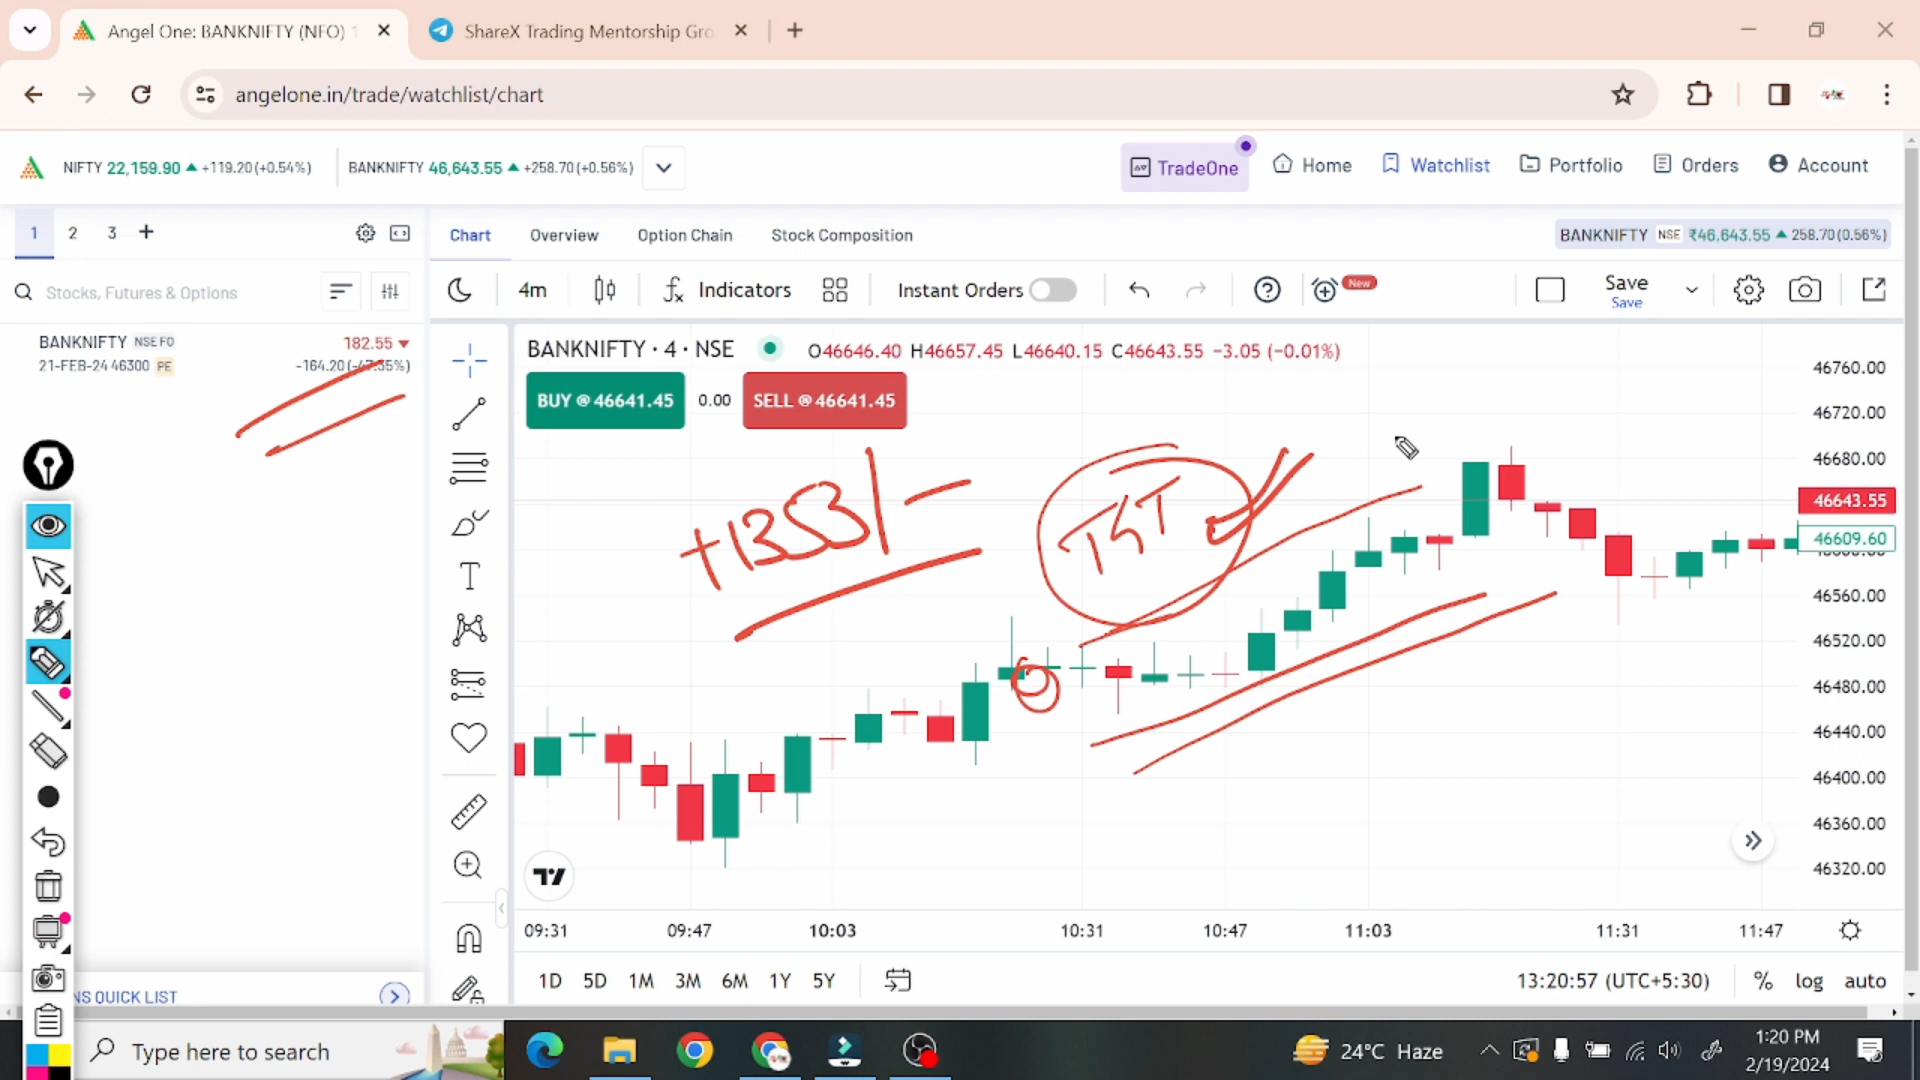 Angel One: BANKNIFTY (NFO) 1
ShareX Trading Mentorship Gro
angelone.in/trade/watchlist/chart
NIFTY 22,159.90 ▲ +119.20 (+0.54%)
BANKNIFTY 46,643.55 ▲ +258.70 (+0.56%)
TradeOne
Home
Watchlist
Portfolio
Orders
Account
1 2 3 +
Chart
Overview
Option Chain
Stock Composition
BANKNIFTY NSE ₹46,643.55 ▲ 258.70 (0.56%)
Stocks, Futures & Options
4m
Indicators
Instant Orders
New
Save
Save
BANKNIFTY NSE FO
182.55 ▼
21-FEB-24 46300 PE
-164.20 (-47.35%)
BANKNIFTY · 4 · NSE
O46646.40 H46657.45 L46640.15 C46643.55 −3.05 (−0.01%)
BUY @ 46641.45
0.00
SELL @ 46641.45
+1353/-
TST
46760.00
46720.00
46680.00
46643.55
46609.60
46560.00
46520.00
46480.00
46440.00
46400.00
46360.00
46320.00
09:31
09:47
10:03
10:31
10:47
11:03
11:31
11:47
1D 5D 1M 3M 6M 1Y 5Y
13:20:57 (UTC+5:30)
% log auto
NS QUICK LIST
Type here to search
24°C Haze
1:20 PM
2/19/2024